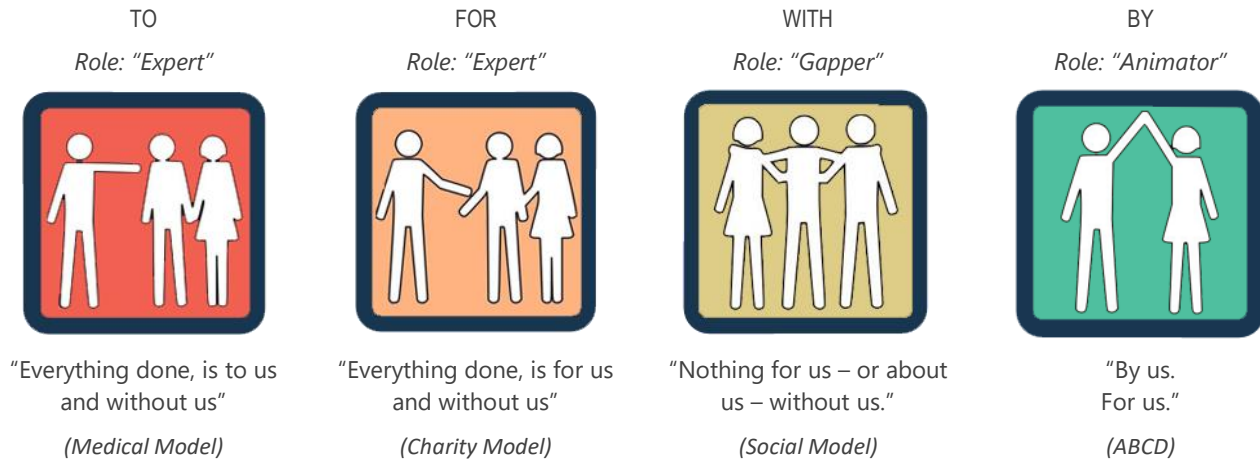 TO
Role: “Expert”
“Everything done, is to us
and without us”
(Medical Model)
FOR
Role: “Expert”
“Everything done, is for us
and without us”
(Charity Model)
WITH
Role: “Gapper”
“Nothing for us – or about
us – without us.”
(Social Model)
BY
Role: “Animator”
“By us.
For us.”
(ABCD)